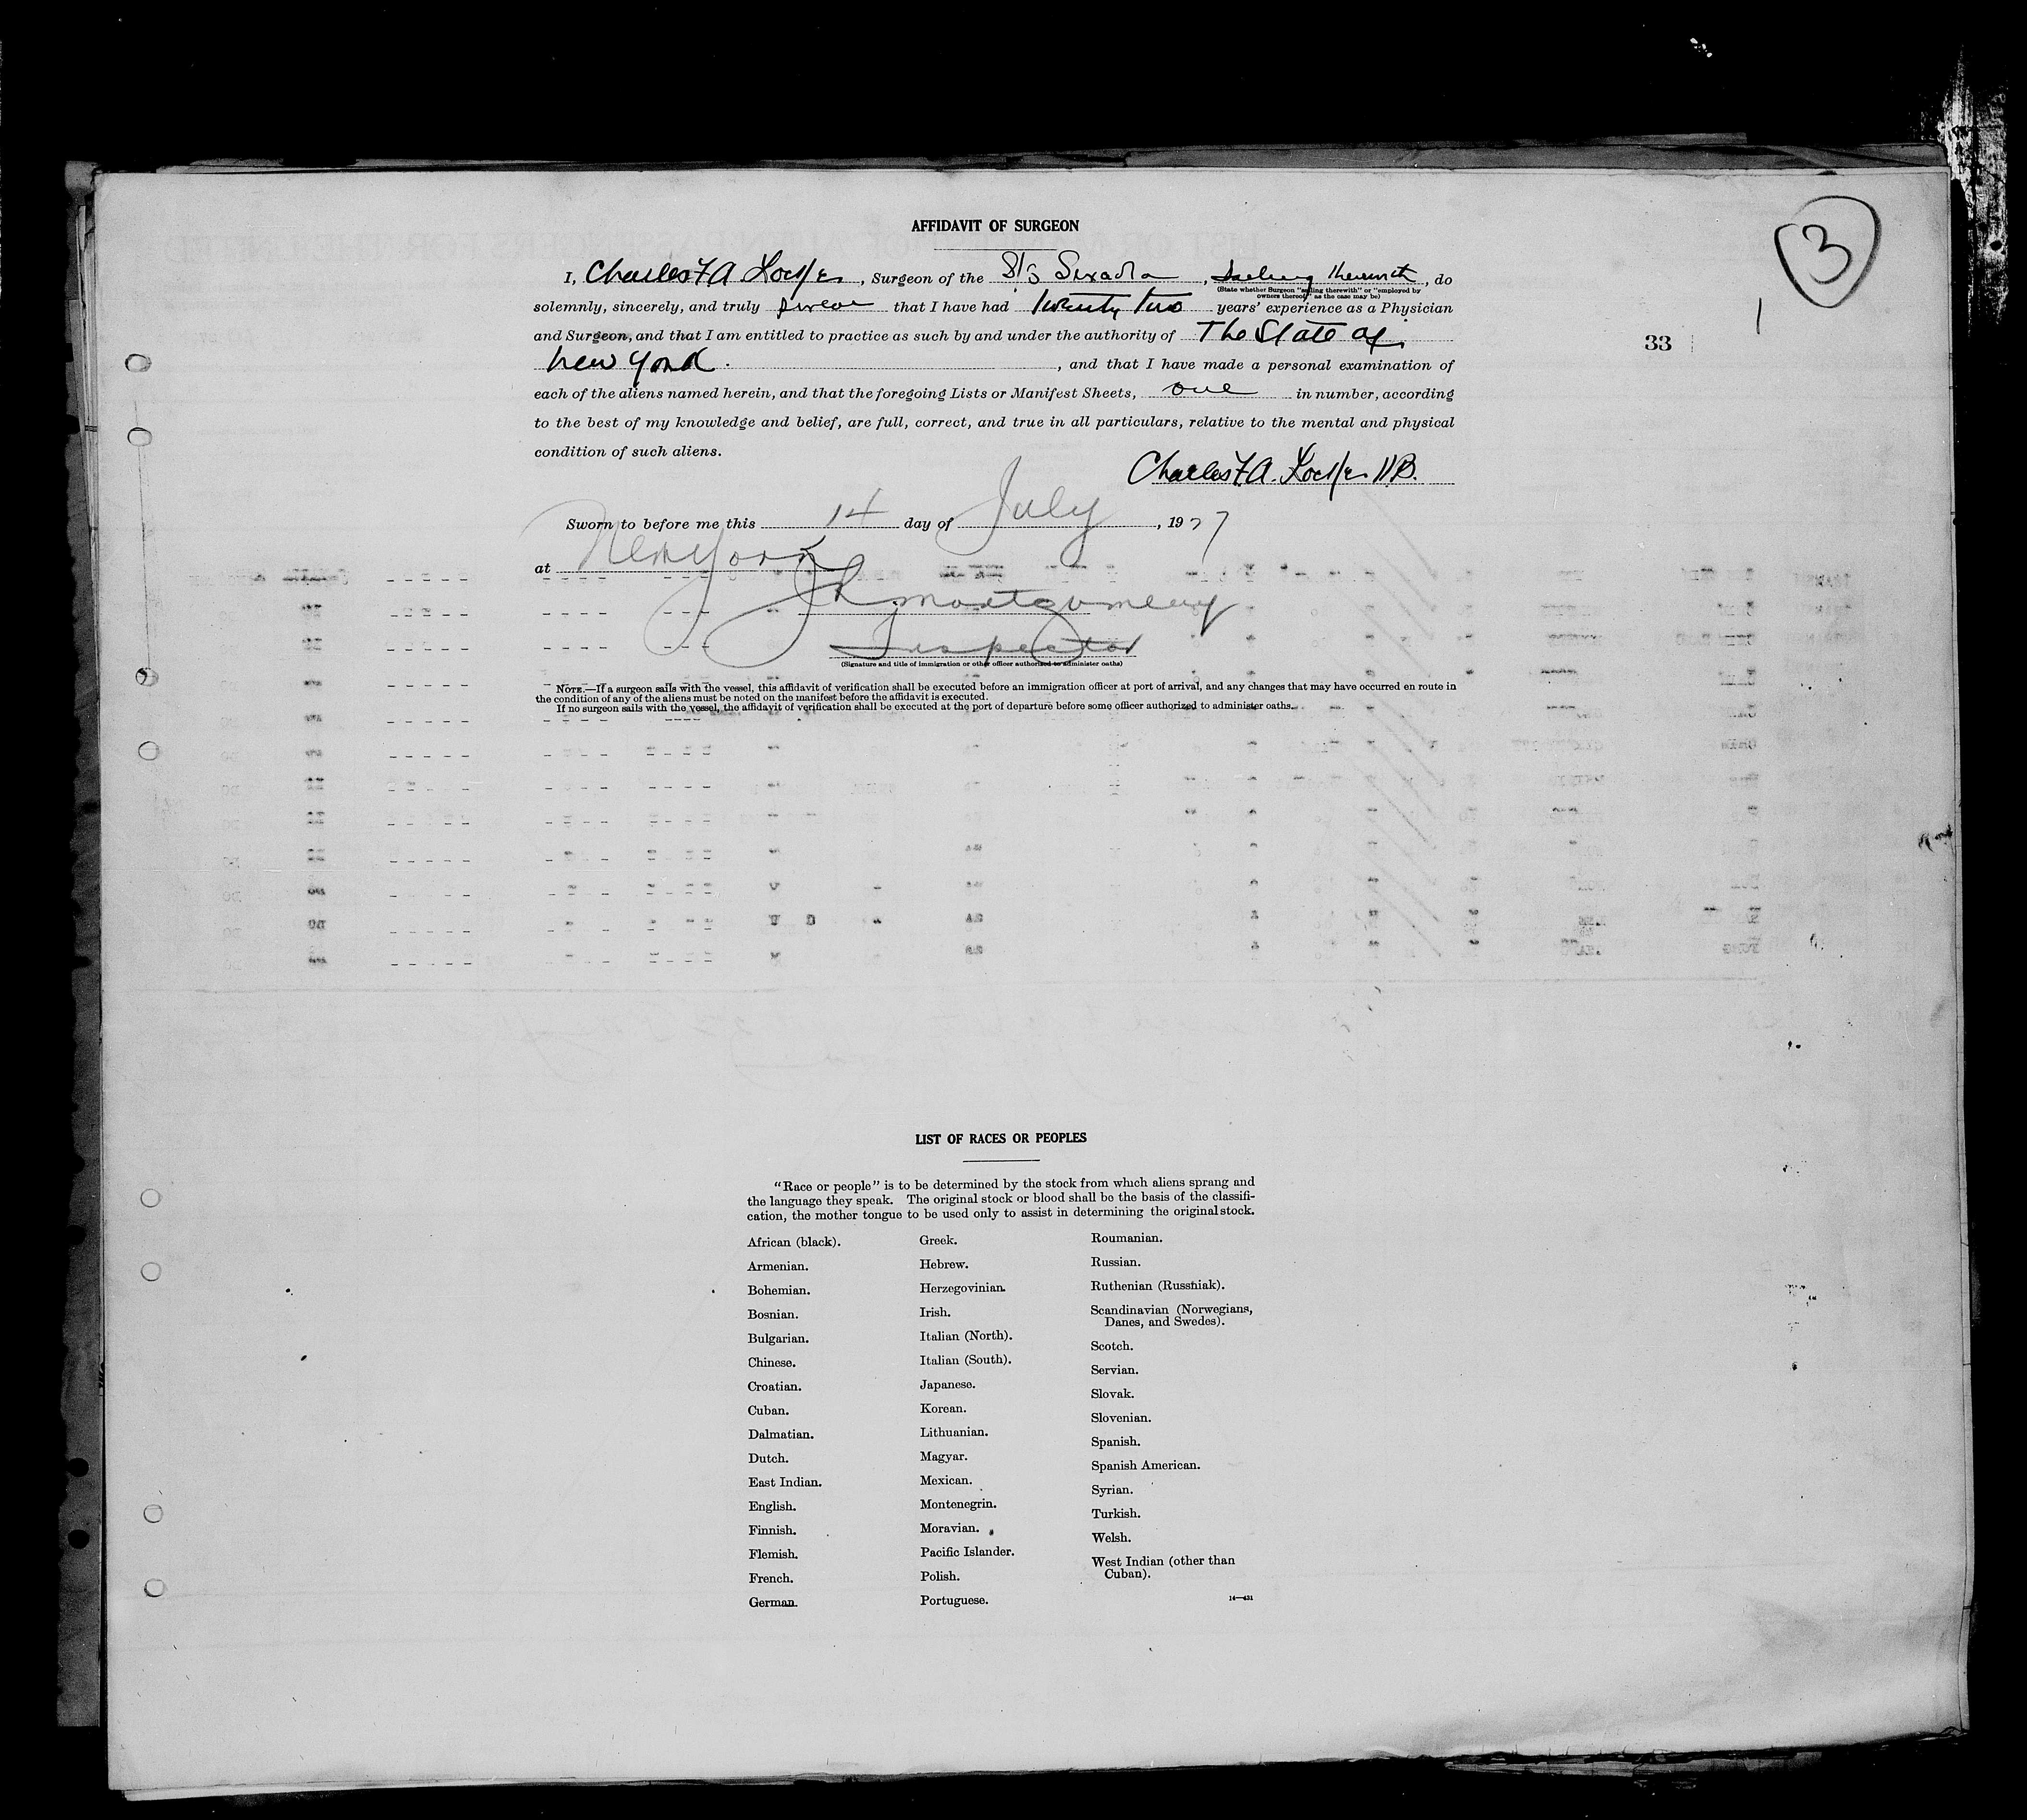 AFFIDAVIT OF SURGEON
3
I, Charles F A, Surgeon of the S/S, Sailing therewith, do
(State whether Surgeon "sailing therewith" or "employed by
owners thereof," as the case may be)
solemnly, sincerely, and truly swear that I have had twenty two years' experience as a Physician
and Surgeon, and that I am entitled to practice as such by and under the authority of The State of
33
New York. , and that I have made a personal examination of
each of the aliens named herein, and that the foregoing Lists or Manifest Sheets, one in number, according
to the best of my knowledge and belief, are full, correct, and true in all particulars, relative to the mental and physical
condition of such aliens.
Charles F. A.
Sworn to before me this 14 day of July, 1927
at New York
Montgomery
Inspector
(Signature and title of immigration or other officer authorized to administer oaths)
NOTE.—If a surgeon sails with the vessel, this affidavit of verification shall be executed before an immigration officer at port of arrival, and any changes that may have occurred en route in
the condition of any of the aliens must be noted on the manifest before the affidavit is executed.
If no surgeon sails with the vessel, the affidavit of verification shall be executed at the port of departure before some officer authorized to administer oaths.
LIST OF RACES OR PEOPLES
"Race or people" is to be determined by the stock from which aliens sprang and
the language they speak. The original stock or blood shall be the basis of the classifi-
cation, the mother tongue to be used only to assist in determining the original stock.
African (black).
Armenian.
Bohemian.
Bosnian.
Bulgarian.
Chinese.
Croatian.
Cuban.
Dalmatian.
Dutch.
East Indian.
English.
Finnish.
Flemish.
French.
German.
Greek.
Hebrew.
Herzegovinian.
Irish.
Italian (North).
Italian (South).
Japanese.
Korean.
Lithuanian.
Magyar.
Mexican.
Montenegrin.
Moravian.
Pacific Islander.
Polish.
Portuguese.
Roumanian.
Russian.
Ruthenian (Russniak).
Scandinavian (Norwegians,
Danes, and Swedes).
Scotch.
Servian.
Slovak.
Slovenian.
Spanish.
Spanish American.
Syrian.
Turkish.
Welsh.
West Indian (other than
Cuban).
14—431